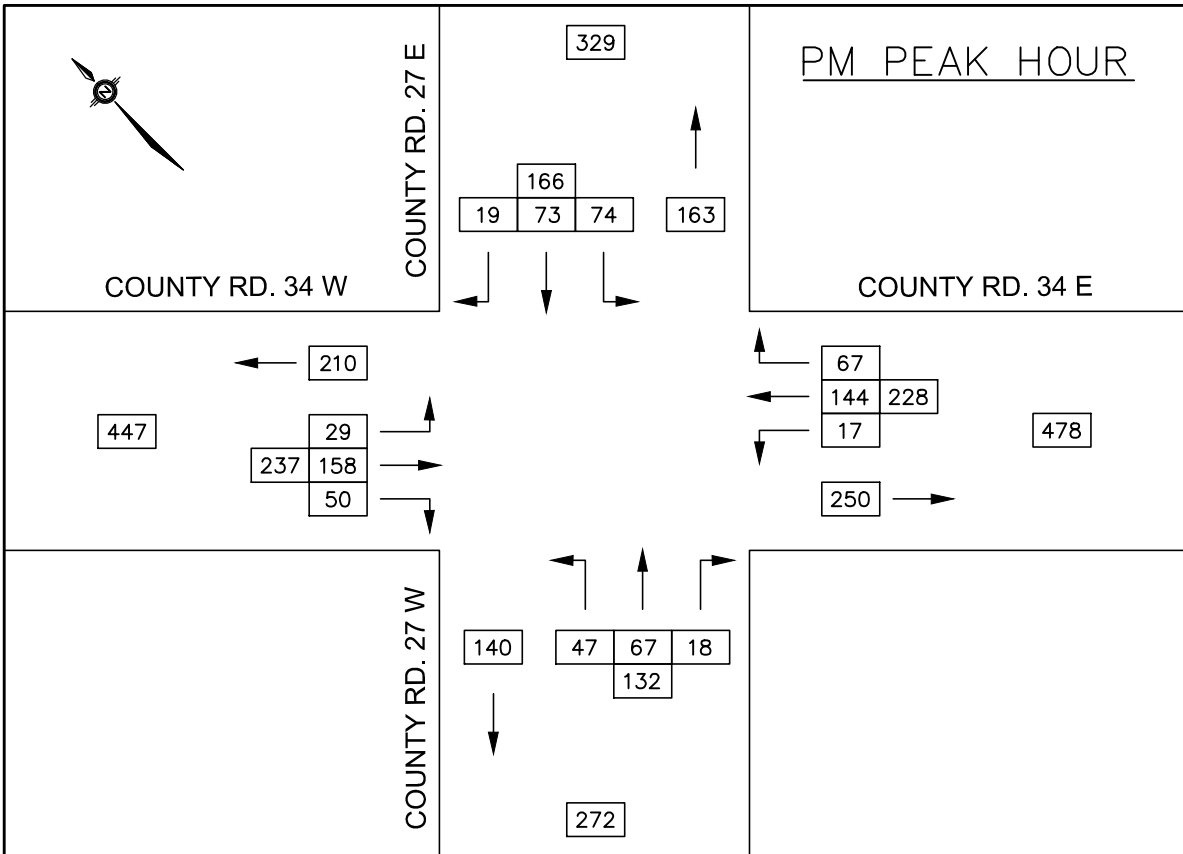 329
PM PEAK HOUR
N
COUNTY RD. 27 E
166
19 73 74 163
COUNTY RD. 34 W
COUNTY RD. 34 E
210
67
144 228
17
447
29
237 158
50
478
250
COUNTY RD. 27 W
140
47 67 18
132
272